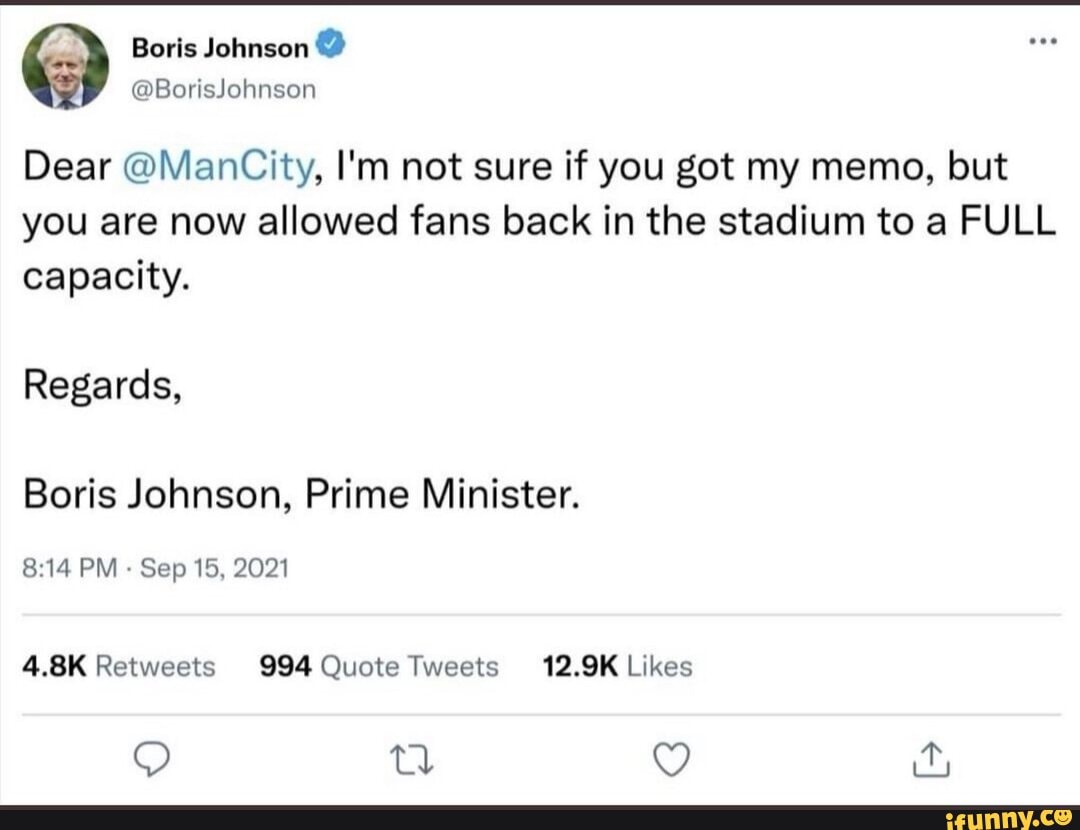 Boris Johnson
@BorisJohnson
Dear @ManCity, I'm not sure if you got my memo, but
you are now allowed fans back in the stadium to a FULL
capacity.
Regards,
Boris Johnson, Prime Minister.
8:14 PM · Sep 15, 2021
4.8K Retweets 994 Quote Tweets 12.9K Likes
ifunny.co